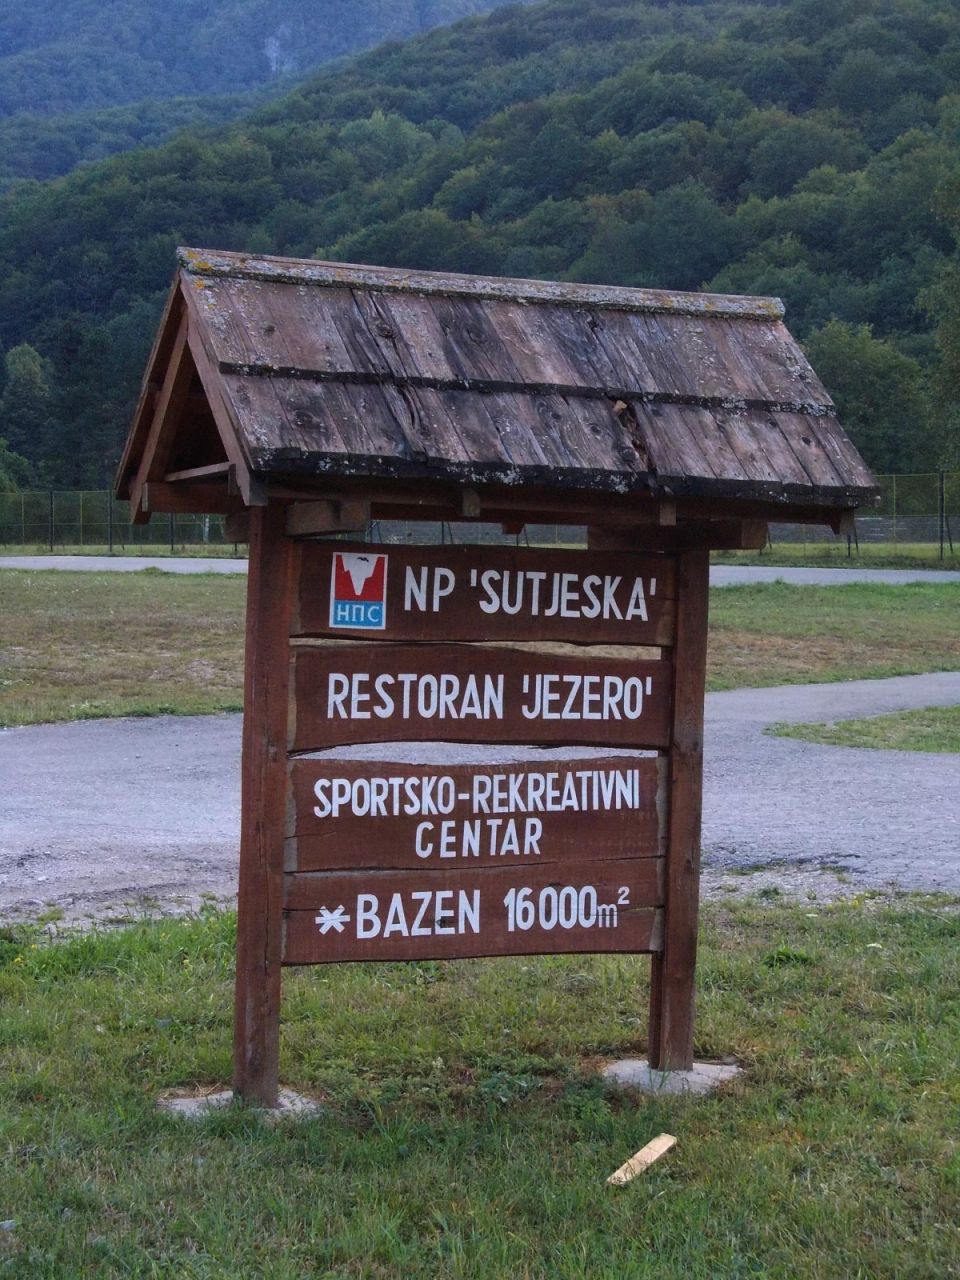 НПС
NP 'SUTJESKA'
RESTORAN 'JEZERO'
SPORTSKO-REKREATIVNI
CENTAR
* BAZEN 16000m²